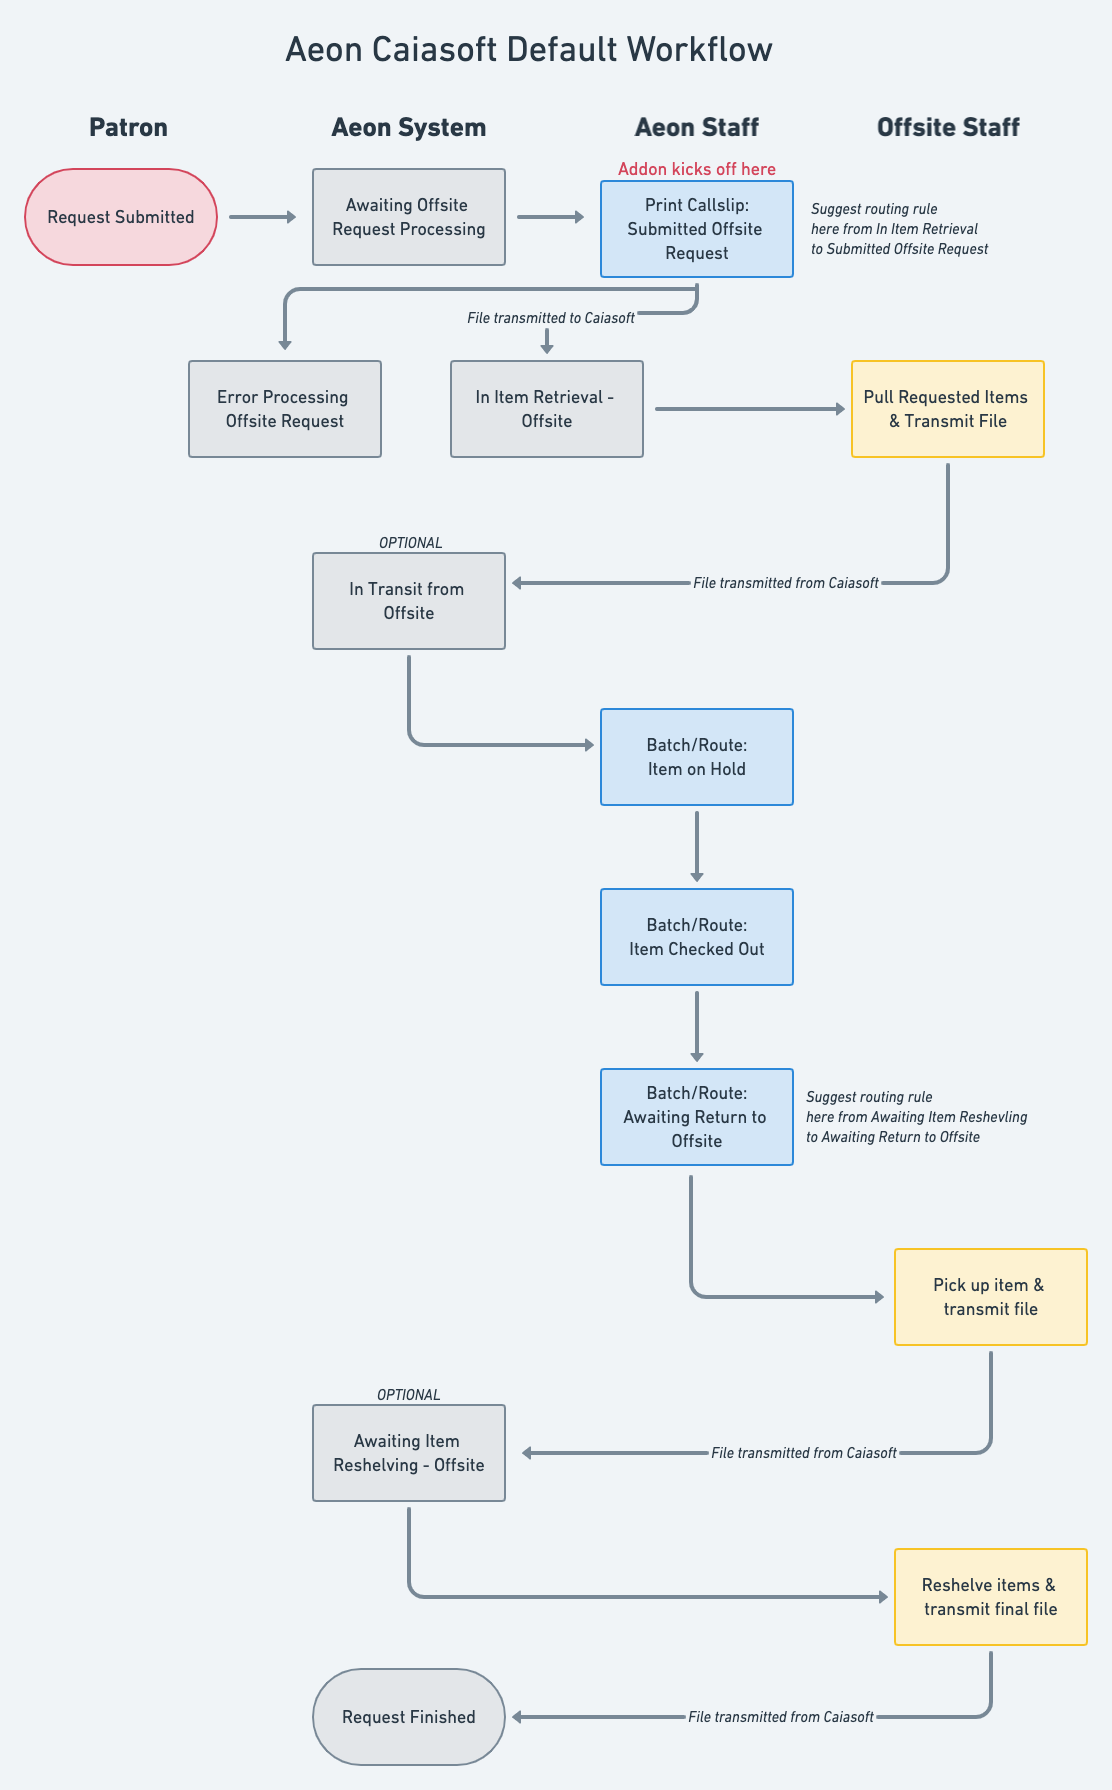 Aeon Caiasoft Default Workflow
Patron
Aeon System
Aeon Staff
Offsite Staff
Addon kicks off here
Request Submitted
Awaiting Offsite
Request Processing
Print Callslip:
Submitted Offsite
Request
Suggest routing rule
here from In Item Retrieval
to Submitted Offsite Request
File transmitted to Caiasoft
Error Processing
Offsite Request
In Item Retrieval -
Offsite
Pull Requested Items
& Transmit File
OPTIONAL
In Transit from
Offsite
File transmitted from Caiasoft
Batch/Route:
Item on Hold
Batch/Route:
Item Checked Out
Batch/Route:
Awaiting Return to
Offsite
Suggest routing rule
here from Awaiting Item Reshevling
to Awaiting Return to Offsite
Pick up item &
transmit file
OPTIONAL
Awaiting Item
Reshelving - Offsite
File transmitted from Caiasoft
Reshelve items &
transmit final file
Request Finished
File transmitted from Caiasoft